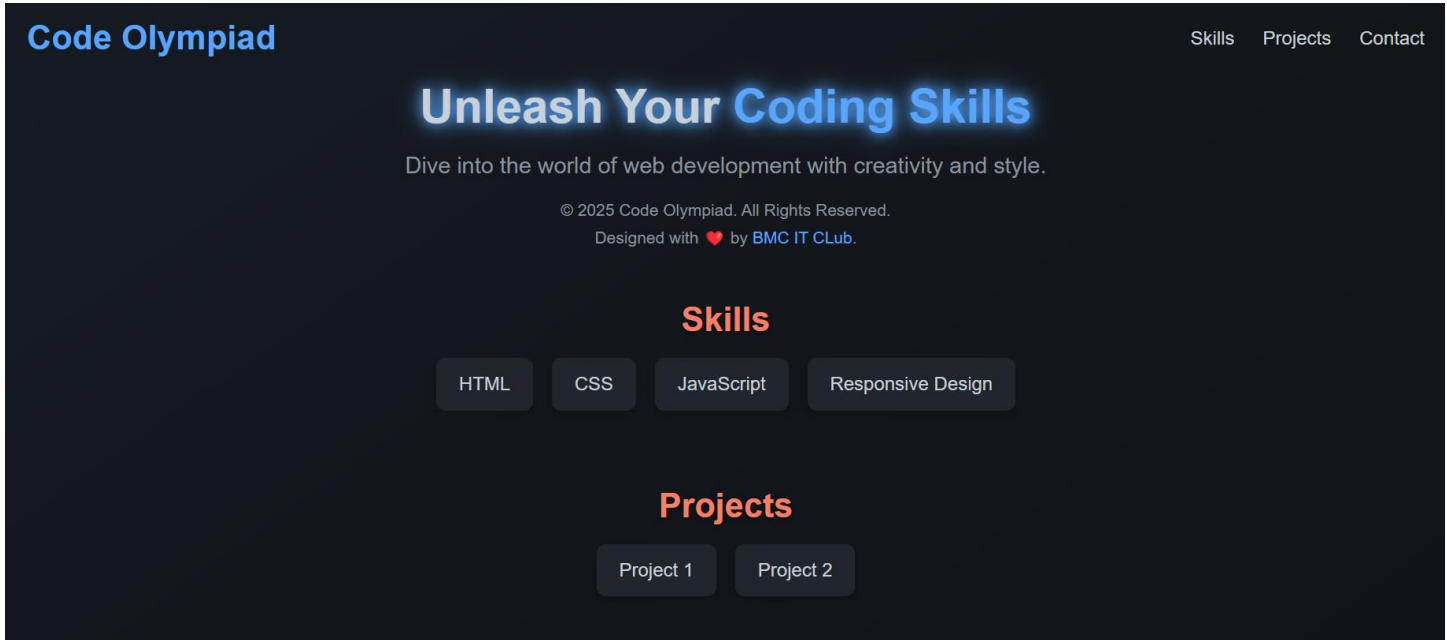 Code Olympiad
Skills Projects Contact
Unleash Your Coding Skills
Dive into the world of web development with creativity and style.
© 2025 Code Olympiad. All Rights Reserved.
Designed with ❤️ by BMC IT CLub.
Skills
HTML CSS JavaScript Responsive Design
Projects
Project 1 Project 2